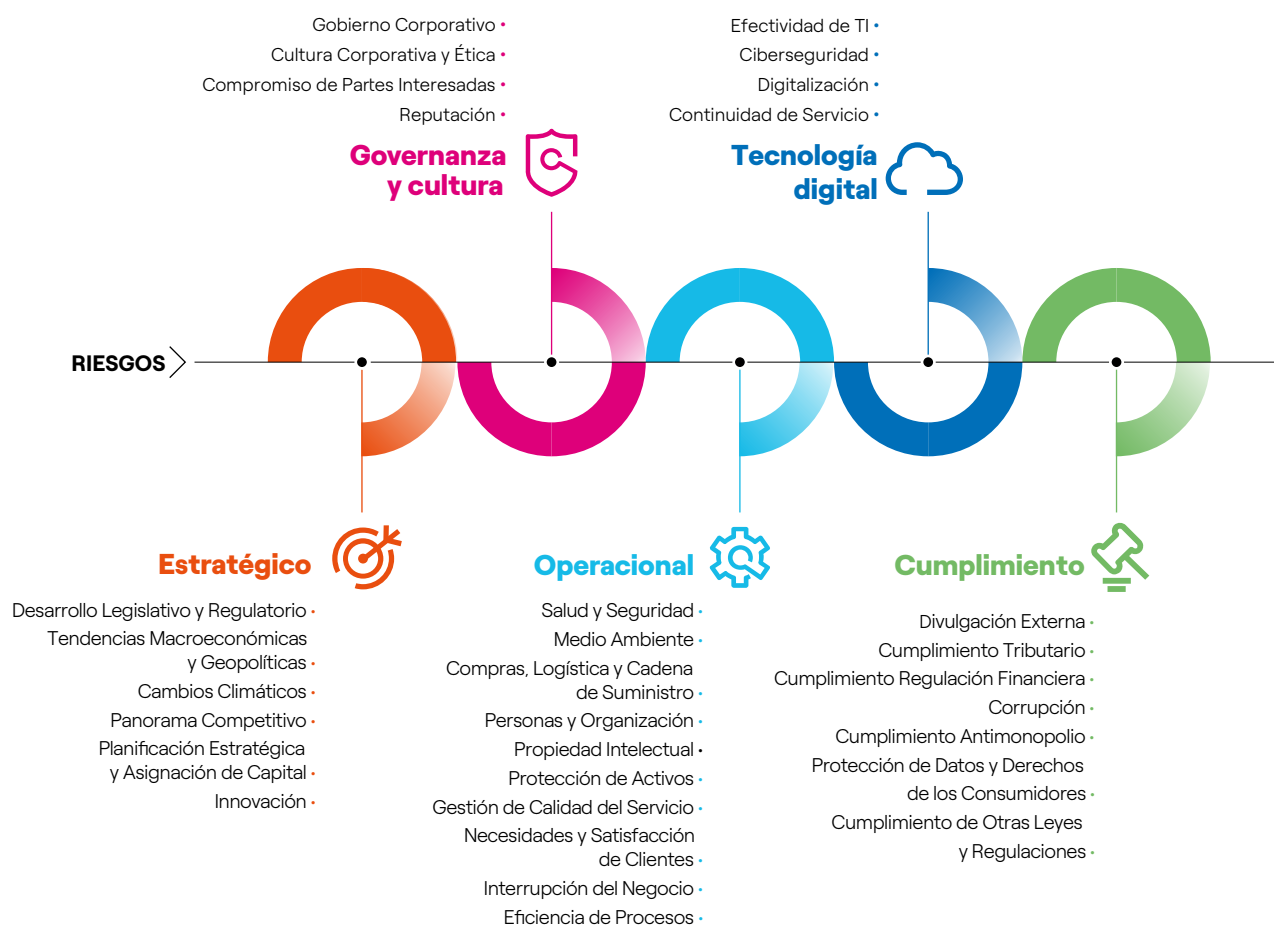 Gobierno Corporativo •
Cultura Corporativa y Ética •
Compromiso de Partes Interesadas •
Reputación •
Governanza
y cultura
Efectividad de TI •
Ciberseguridad •
Digitalización •
Continuidad de Servicio •
Tecnología
digital
RIESGOS
Estratégico
Desarrollo Legislativo y Regulatorio •
Tendencias Macroeconómicas
y Geopolíticas •
Cambios Climáticos •
Panorama Competitivo •
Planificación Estratégica
y Asignación de Capital •
Innovación •
Operacional
Salud y Seguridad •
Medio Ambiente •
Compras, Logística y Cadena
de Suministro •
Personas y Organización •
Propiedad Intelectual •
Protección de Activos •
Gestión de Calidad del Servicio •
Necesidades y Satisfacción
de Clientes •
Interrupción del Negocio •
Eficiencia de Procesos •
Cumplimiento
Divulgación Externa •
Cumplimiento Tributario •
Cumplimiento Regulación Financiera •
Corrupción •
Cumplimiento Antimonopolio •
Protección de Datos y Derechos
de los Consumidores •
Cumplimiento de Otras Leyes
y Regulaciones •